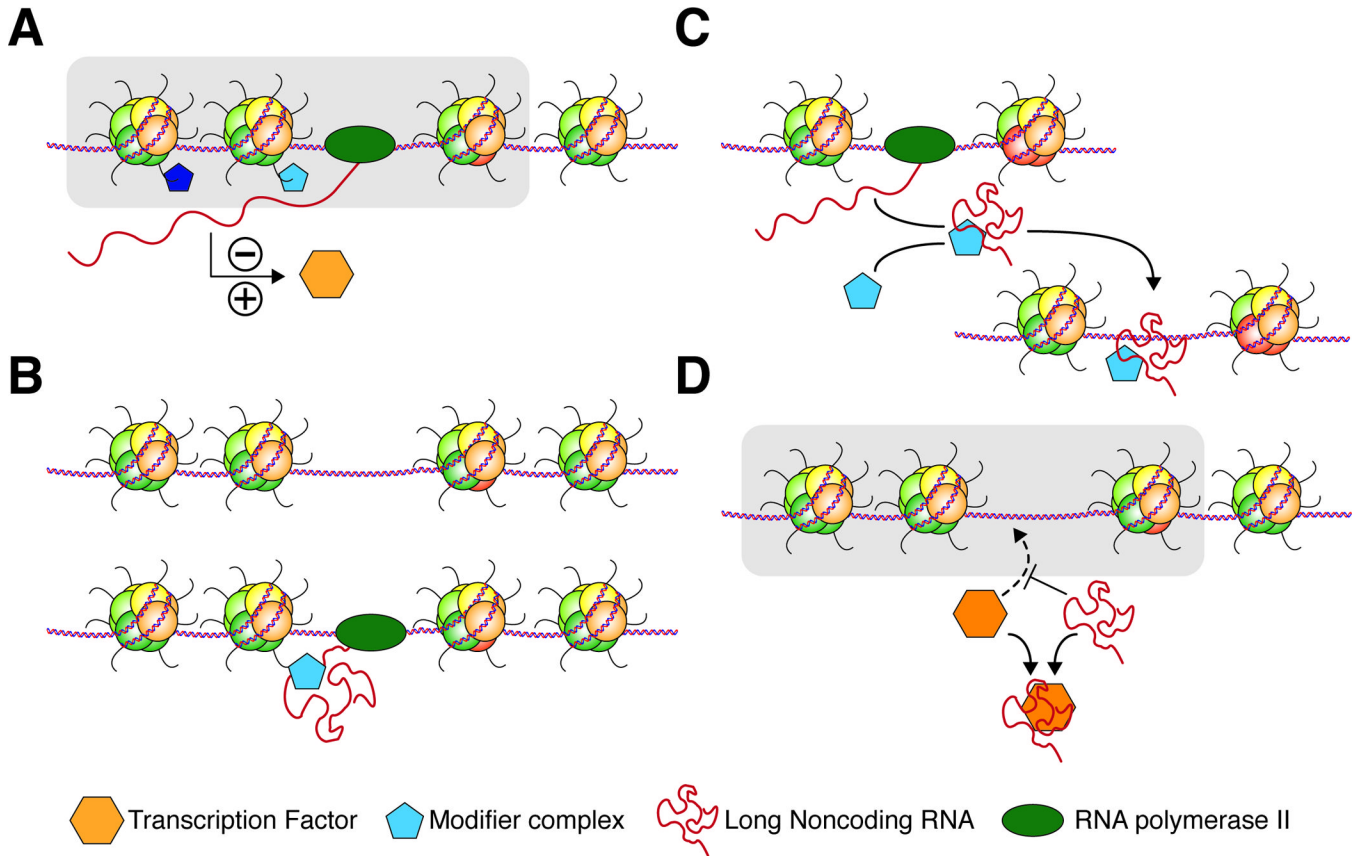 A
C
−
+
B
D
Transcription Factor
Modifier complex
Long Noncoding RNA
RNA polymerase II